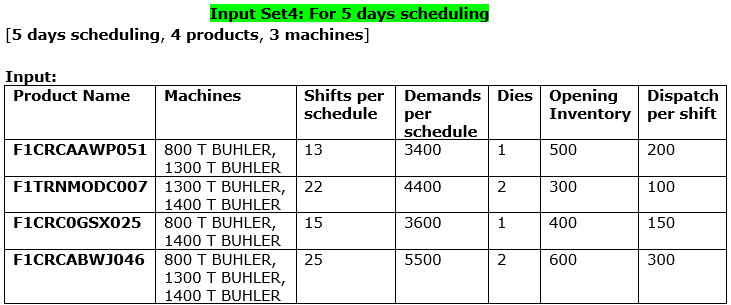 Input Set4: For 5 days scheduling
[5 days scheduling, 4 products, 3 machines]
Input:
Product Name Machines Shifts per schedule Demands per schedule Dies Opening Inventory Dispatch per shift
F1CRCAAWP051 800 T BUHLER, 1300 T BUHLER 13 3400 1 500 200
F1TRNMODC007 1300 T BUHLER, 1400 T BUHLER 22 4400 2 300 100
F1CRC0GSX025 800 T BUHLER, 1400 T BUHLER 15 3600 1 400 150
F1CRCABWJ046 800 T BUHLER, 1300 T BUHLER, 1400 T BUHLER 25 5500 2 600 300